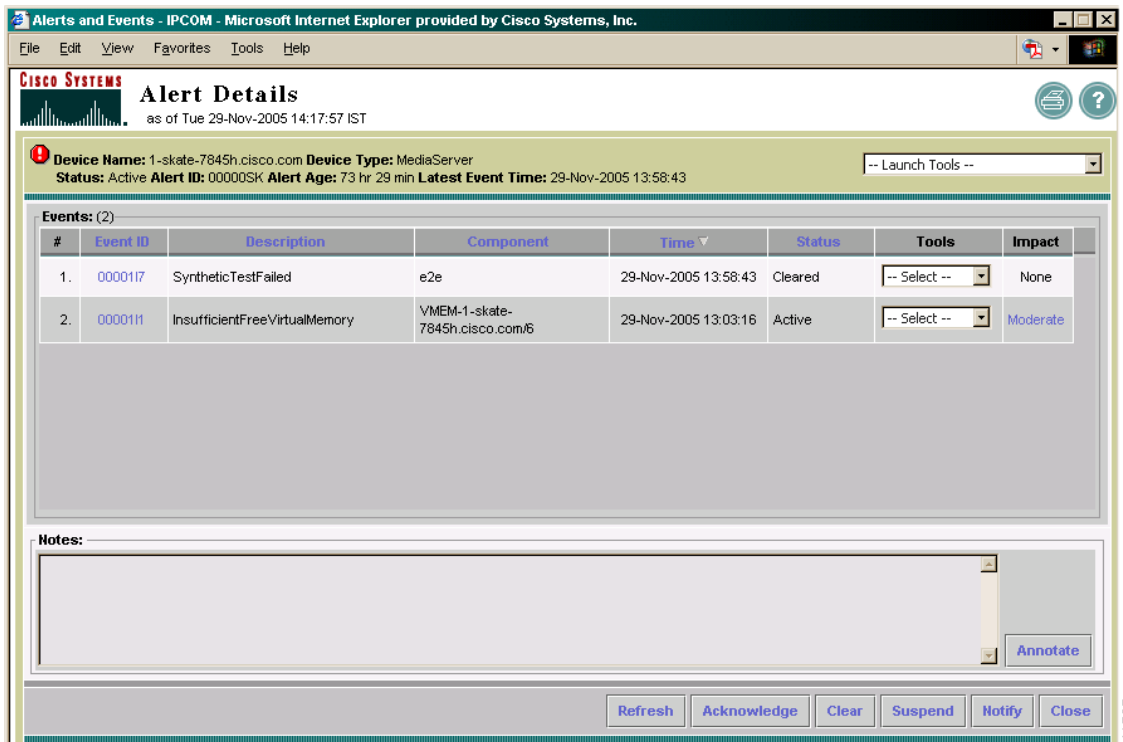 Alerts and Events - IPCOM - Microsoft Internet Explorer provided by Cisco Systems, Inc.
File Edit View Favorites Tools Help
CISCO SYSTEMS
Alert Details
as of Tue 29-Nov-2005 14:17:57 IST
Device Name: 1-skate-7845h.cisco.com Device Type: MediaServer
Status: Active Alert ID: 00000SK Alert Age: 73 hr 29 min Latest Event Time: 29-Nov-2005 13:58:43
-- Launch Tools --
Events: (2)
# Event ID Description Component Time Status Tools Impact
1. 00001I7 SyntheticTestFailed e2e 29-Nov-2005 13:58:43 Cleared -- Select -- None
2. 00001I1 InsufficientFreeVirtualMemory VMEM-1-skate-7845h.cisco.com/6 29-Nov-2005 13:03:16 Active -- Select -- Moderate
Notes:
Annotate
Refresh Acknowledge Clear Suspend Notify Close